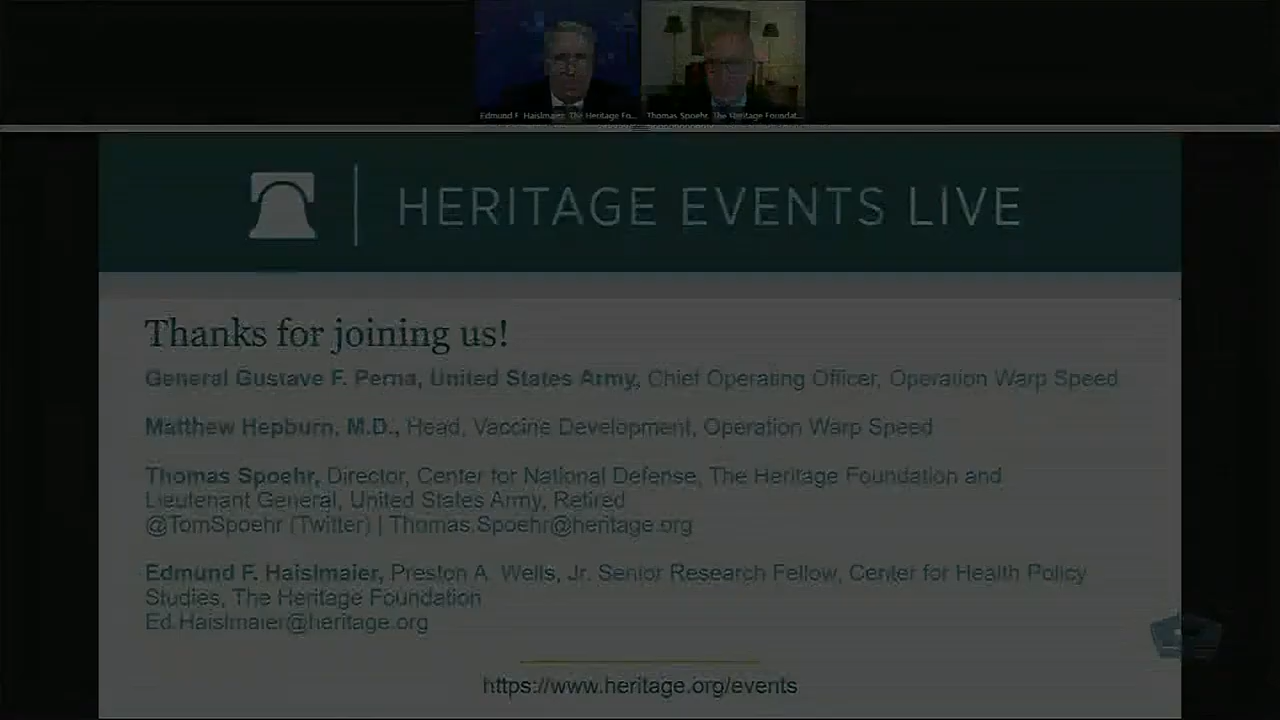 Edmund F. Haislmaier, The Heritage Fo...
Thomas Spoehr, The Heritage Foundat...
HERITAGE EVENTS LIVE
Thanks for joining us!
General Gustave F. Perna, United States Army, Chief Operating Officer, Operation Warp Speed
Matthew Hepburn, M.D., Head, Vaccine Development, Operation Warp Speed
Thomas Spoehr, Director, Center for National Defense, The Heritage Foundation and
Lieutenant General, United States Army, Retired
@TomSpoehr (Twitter) | Thomas.Spoehr@heritage.org
Edmund F. Haislmaier, Preston A. Wells, Jr. Senior Research Fellow, Center for Health Policy
Studies, The Heritage Foundation
Ed.Haislmaier@heritage.org
https://www.heritage.org/events